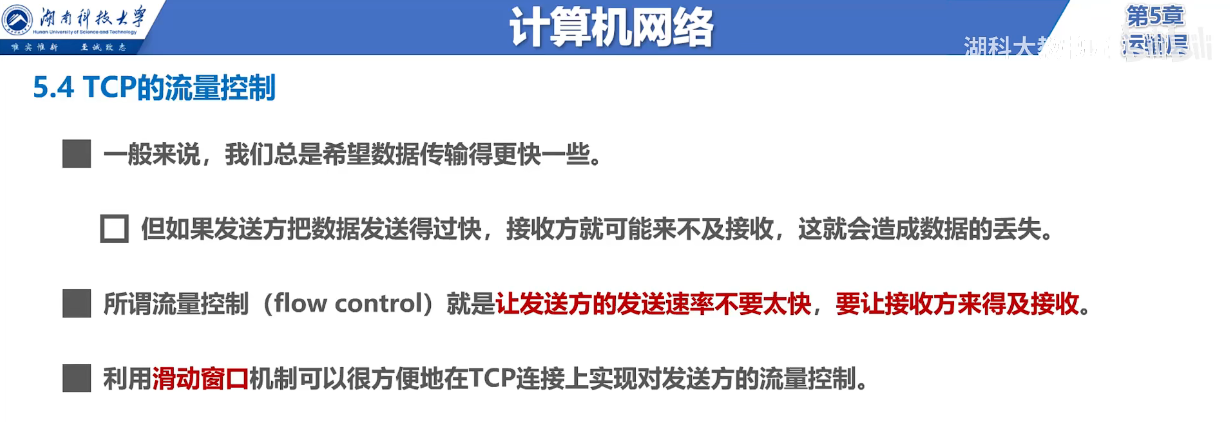 湖南科技大学
Hunan University of Science and Technology
唯实惟新 至诚致志
计算机网络
第5章
运输层
湖科大教书匠
bilibili
5.4 TCP的流量控制
一般来说，我们总是希望数据传输得更快一些。
但如果发送方把数据发送得过快，接收方就可能来不及接收，这就会造成数据的丢失。
所谓流量控制（flow control）就是让发送方的发送速率不要太快，要让接收方来得及接收。
利用滑动窗口机制可以很方便地在TCP连接上实现对发送方的流量控制。